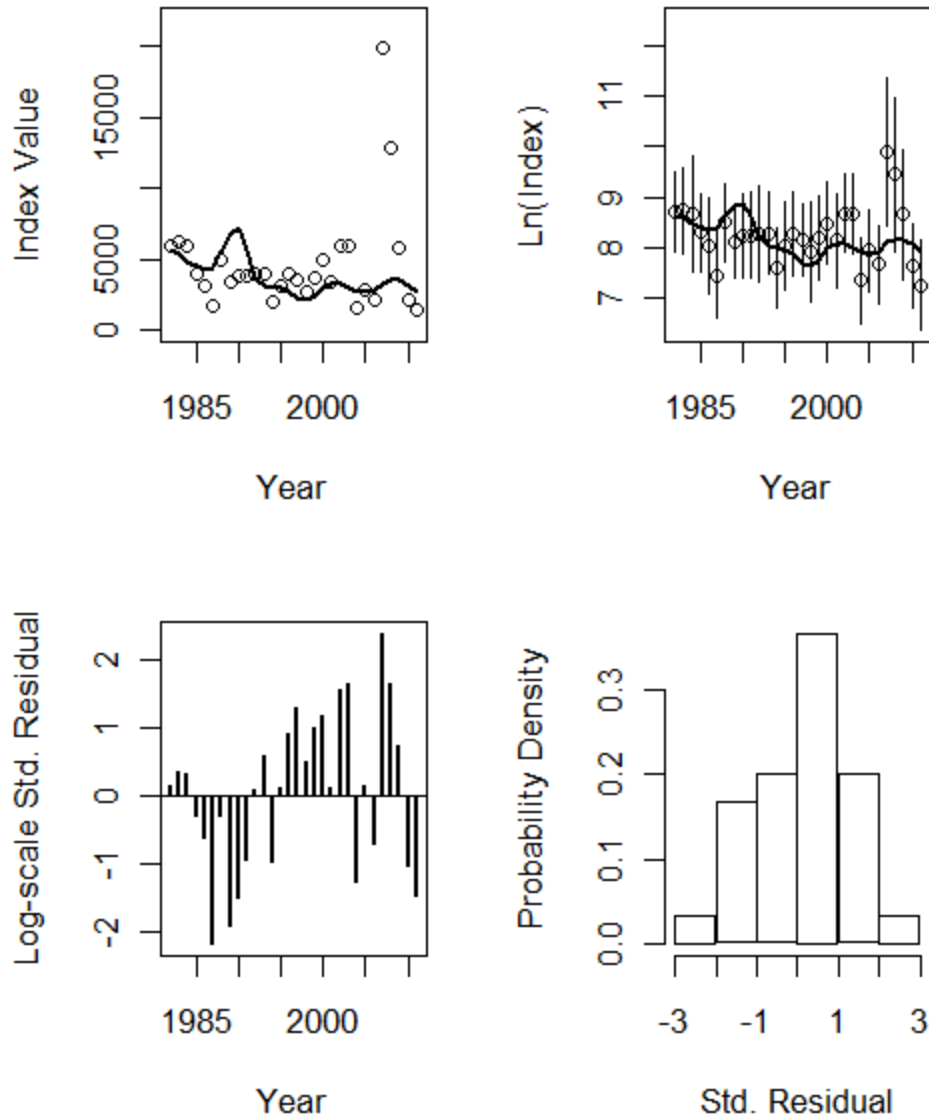 Index Value
15000
5000
0
1985 2000
Year
Ln(Index)
11
9
8
7
1985 2000
Year
Log-scale Std. Residual
2
1
0
-1
-2
1985 2000
Year
Probability Density
0.3
0.2
0.1
0.0
-3 -1 1 3
Std. Residual